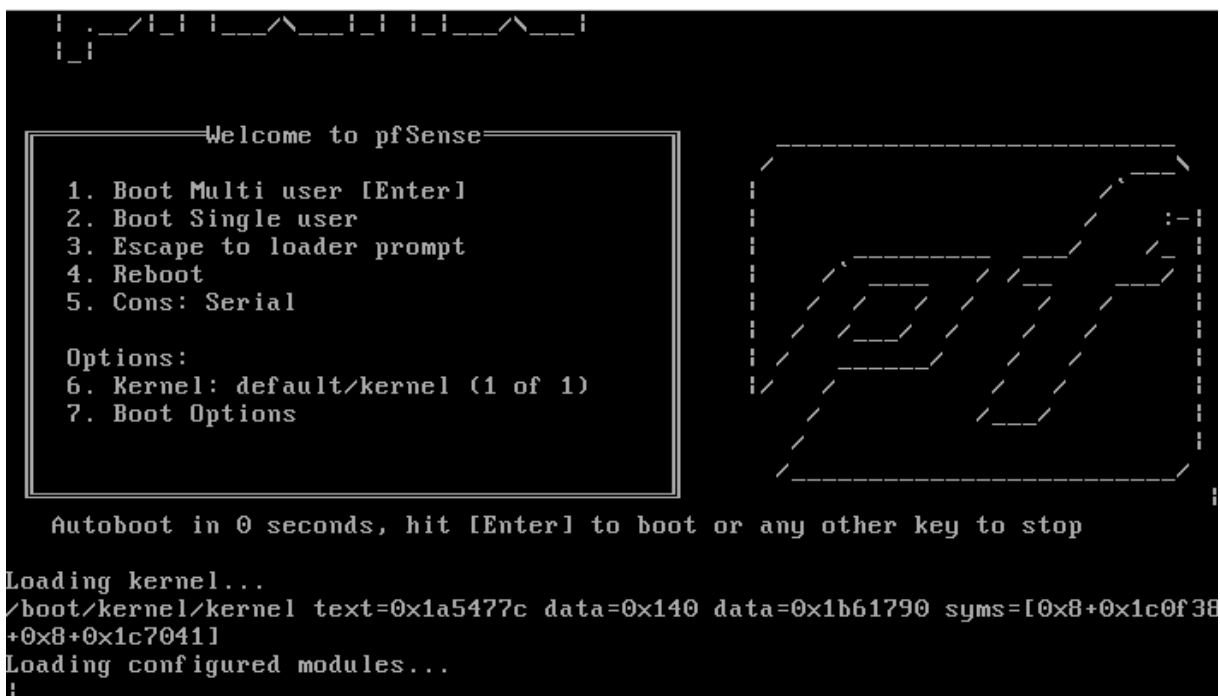 Welcome to pfSense
1. Boot Multi user [Enter]
2. Boot Single user
3. Escape to loader prompt
4. Reboot
5. Cons: Serial
Options:
6. Kernel: default/kernel (1 of 1)
7. Boot Options
Autoboot in 0 seconds, hit [Enter] to boot or any other key to stop
Loading kernel...
/boot/kernel/kernel text=0x1a5477c data=0x140 data=0x1b61790 syms=[0x8+0x1c0f38
+0x8+0x1c7041]
Loading configured modules...